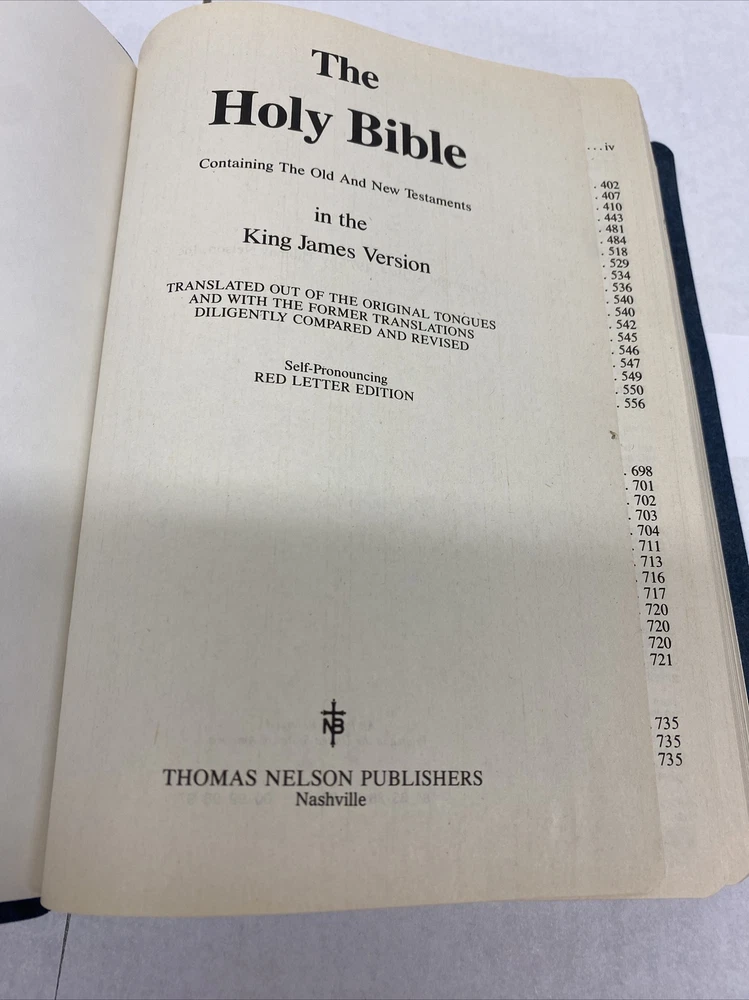 The
Holy Bible
Containing The Old And New Testaments
in the
King James Version
TRANSLATED OUT OF THE ORIGINAL TONGUES
AND WITH THE FORMER TRANSLATIONS
DILIGENTLY COMPARED AND REVISED
Self-Pronouncing
RED LETTER EDITION
NB
THOMAS NELSON PUBLISHERS
Nashville
...iv
. 402
. 407
. 410
. 443
. 481
. 484
. 518
. 529
. 534
. 536
. 540
. 540
. 542
. 545
. 546
. 547
. 549
. 550
. 556
. 698
. 701
. 702
. 703
. 704
. 711
. 713
. 716
. 717
720
720
720
721
. 735
735
735